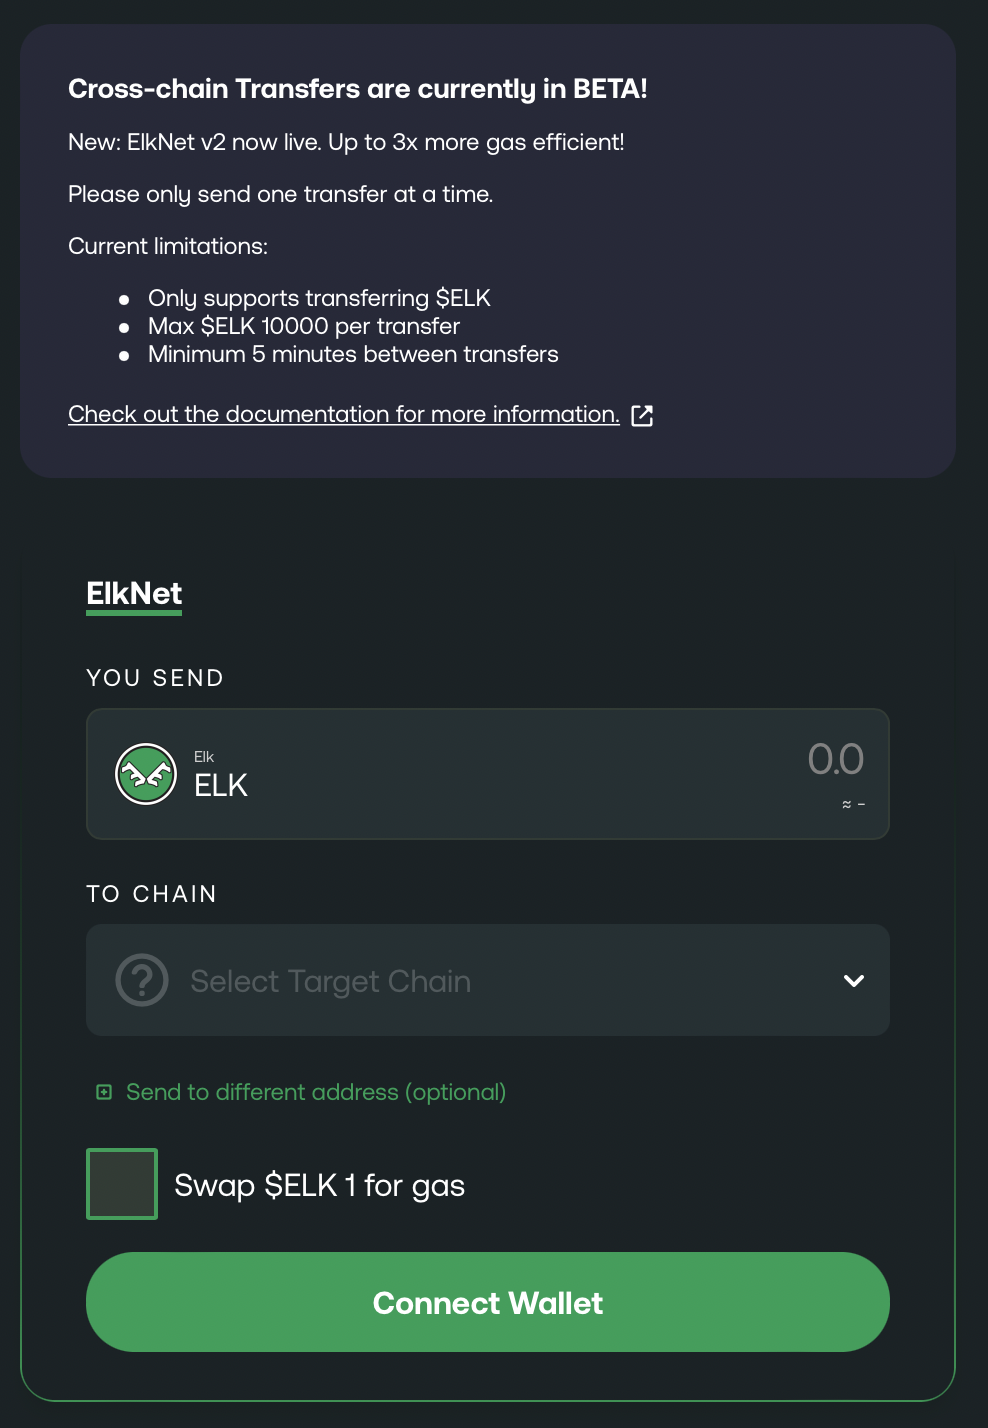 Cross-chain Transfers are currently in BETA!
New: ElkNet v2 now live. Up to 3x more gas efficient!
Please only send one transfer at a time.
Current limitations:
Only supports transferring $ELK
Max $ELK 10000 per transfer
Minimum 5 minutes between transfers
Check out the documentation for more information.
ElkNet
YOU SEND
Elk
ELK
0.0
≈ -
TO CHAIN
Select Target Chain
Send to different address (optional)
Swap $ELK 1 for gas
Connect Wallet